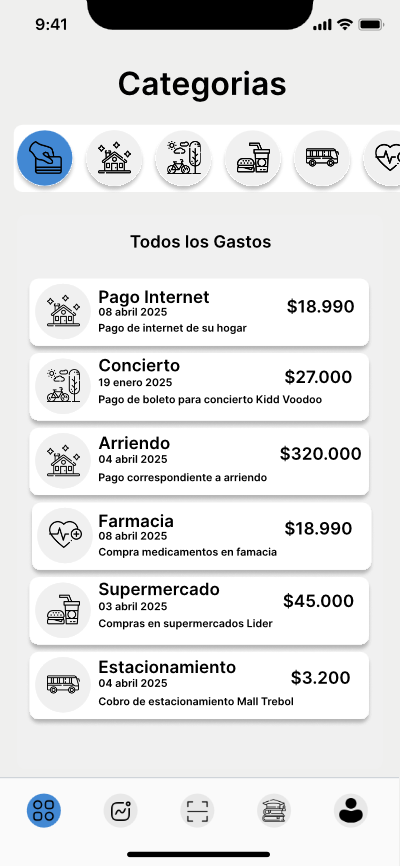 9:41
Categorias
Todos los Gastos
Pago Internet
08 abril 2025
$18.990
Pago de internet de su hogar
Concierto
19 enero 2025
$27.000
Pago de boleto para concierto Kidd Voodoo
Arriendo
04 abril 2025
$320.000
Pago correspondiente a arriendo
Farmacia
08 abril 2025
$18.990
Compra medicamentos en famacia
Supermercado
03 abril 2025
$45.000
Compras en supermercados Lider
Estacionamiento
04 abril 2025
$3.200
Cobro de estacionamiento Mall Trebol